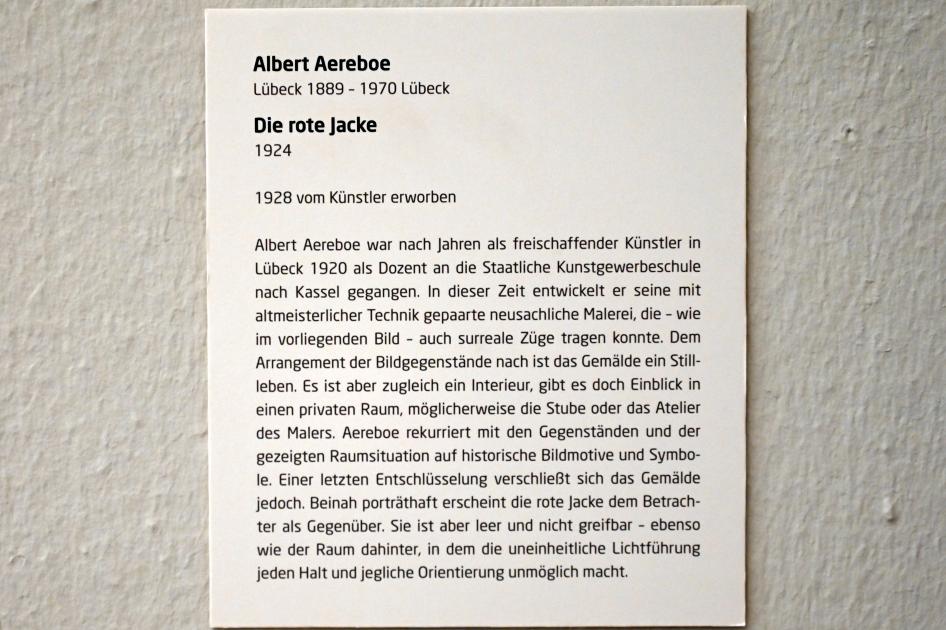 Albert Aereboe
Lübeck 1889 – 1970 Lübeck
Die rote Jacke
1924
1928 vom Künstler erworben
Albert Aereboe war nach Jahren als freischaffender Künstler in
Lübeck 1920 als Dozent an die Staatliche Kunstgewerbeschule
nach Kassel gegangen. In dieser Zeit entwickelt er seine mit
altmeisterlicher Technik gepaarte neusachliche Malerei, die – wie
im vorliegenden Bild – auch surreale Züge tragen konnte. Dem
Arrangement der Bildgegenstände nach ist das Gemälde ein Still-
leben. Es ist aber zugleich ein Interieur, gibt es doch Einblick in
einen privaten Raum, möglicherweise die Stube oder das Atelier
des Malers. Aereboe rekurriert mit den Gegenständen und der
gezeigten Raumsituation auf historische Bildmotive und Symbo-
le. Einer letzten Entschlüsselung verschließt sich das Gemälde
jedoch. Beinah porträthaft erscheint die rote Jacke dem Betrach-
ter als Gegenüber. Sie ist aber leer und nicht greifbar – ebenso
wie der Raum dahinter, in dem die uneinheitliche Lichtführung
jeden Halt und jegliche Orientierung unmöglich macht.